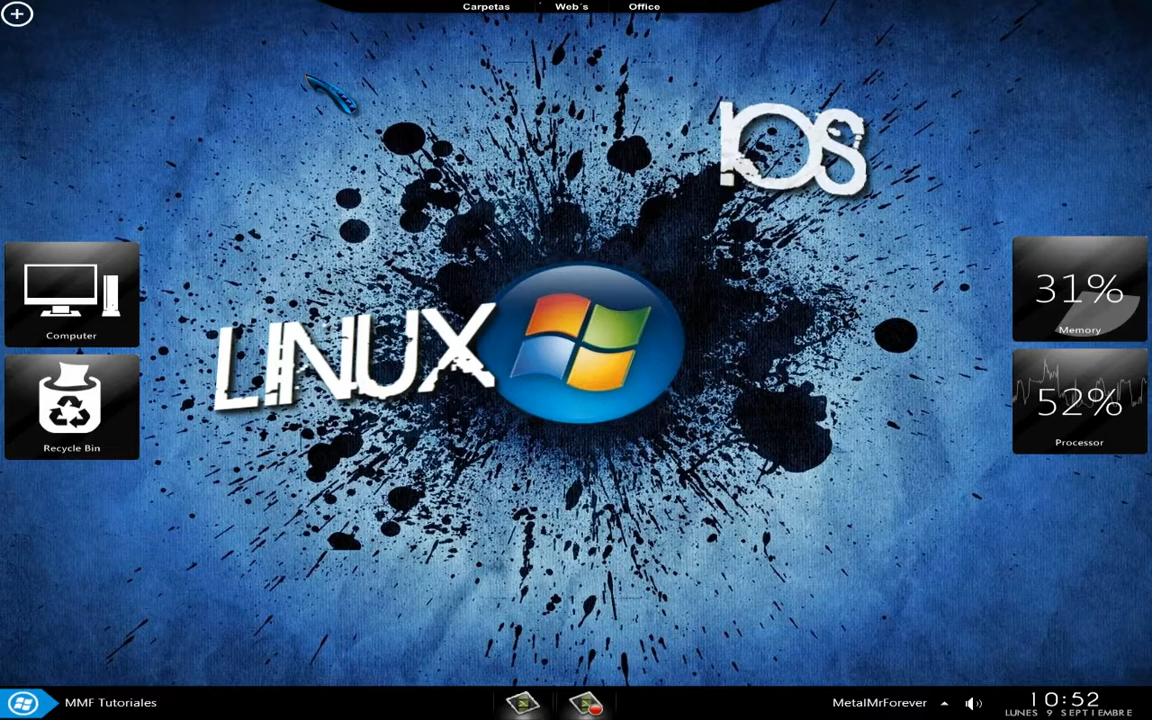 Carpetas Web´s Office
IOS
LINUX
Computer
Recycle Bin
31%
Memory
52%
Processor
MMF Tutoriales
MetalMrForever
10:52
LUNES 9 SEPTIEMBRE